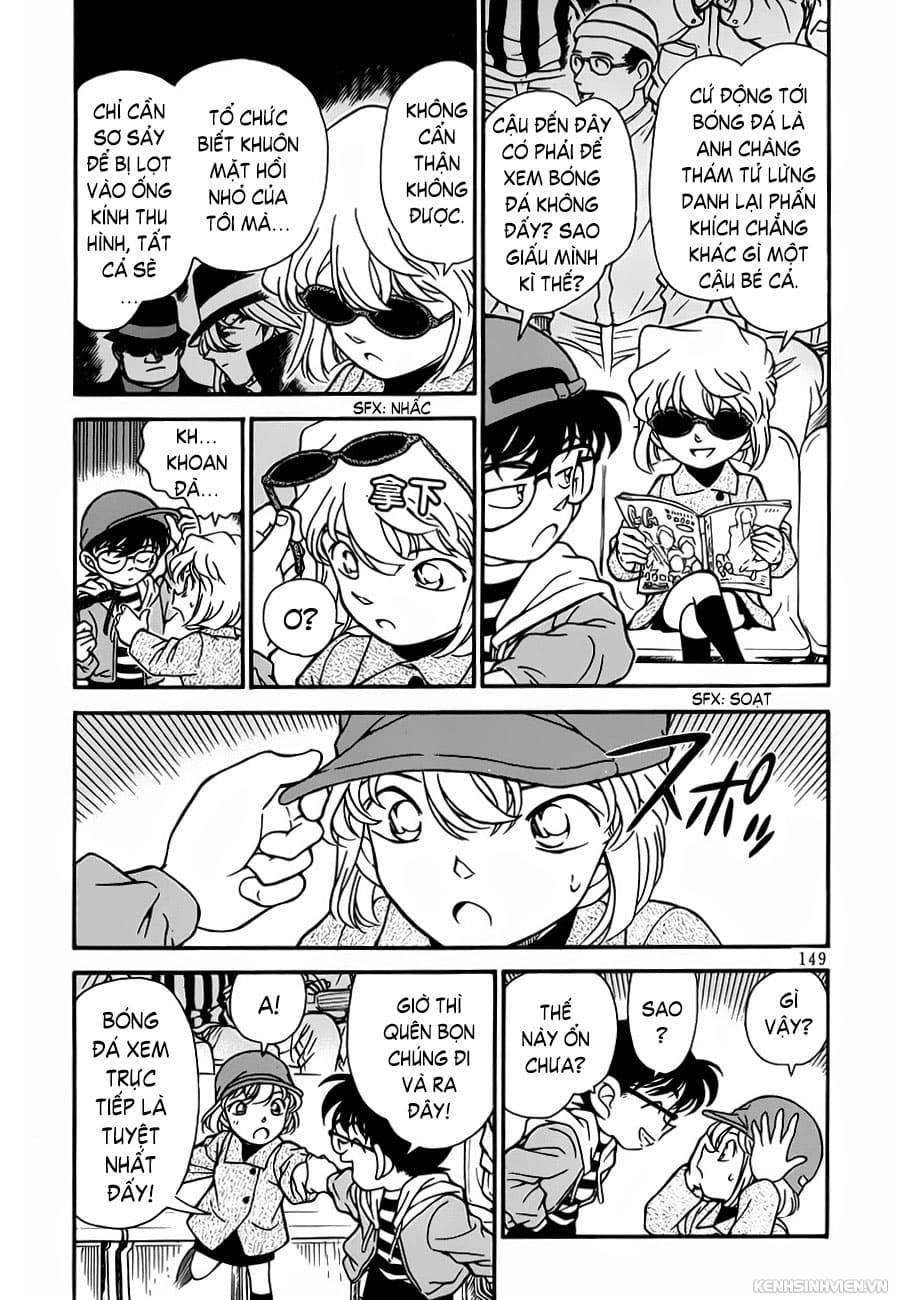 CỨ ĐỘNG TỚI
BÓNG ĐÁ LÀ
ANH CHÀNG
THÁM TỬ LỪNG
DANH LẠI PHẤN
KHÍCH CHẲNG
KHÁC GÌ MỘT
CẬU BÉ CẢ.
CẬU ĐẾN ĐÂY
CÓ PHẢI ĐỂ
XEM BÓNG
ĐÁ KHÔNG
ĐẤY? SAO
GIẤU MÌNH
KĨ THẾ?
SFX: SOẠT
KHÔNG
CẨN
THẬN
KHÔNG
ĐƯỢC.
TỔ CHỨC
BIẾT KHUÔN
MẶT HỒI
NHỎ CỦA
TÔI MÀ...
CHỈ CẦN
SƠ SẢY
ĐỂ BỊ LỌT
VÀO ỐNG
KÍNH THU
HÌNH, TẤT
CẢ SẼ
...
SFX: NHẤC
拿下
Ơ?
KH...
KHOAN
ĐÀ...
スポッ
149
GÌ
VẬY?
SAO
?
THẾ
NÀY ỔN
CHƯA?
GIỜ THÌ
QUÊN BỌN
CHÚNG ĐI
VÀ RA
ĐÂY!
A!
BÓNG
ĐÁ XEM
TRỰC
TIẾP LÀ
TUYỆT
NHẤT
ĐẤY!
KENHSINHVIEN.VN